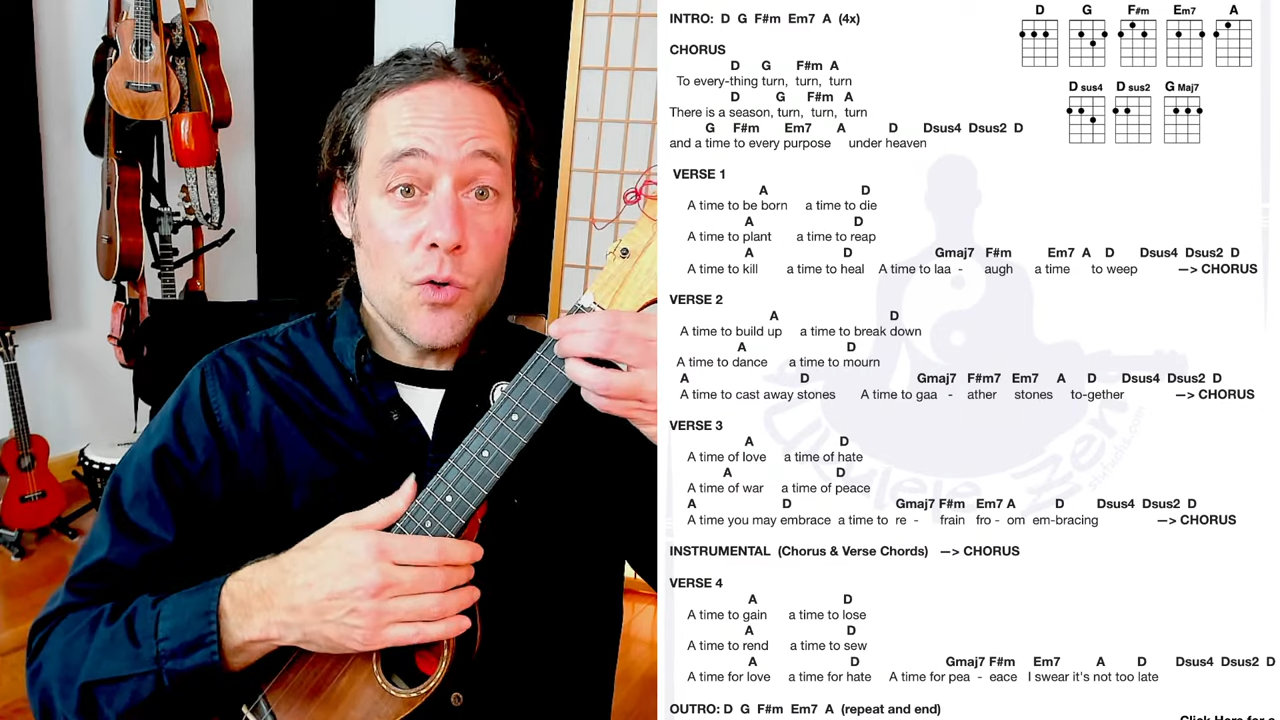 INTRO: D G F#m Em7 A (4x)
D G F#m Em7 A
CHORUS
D G F#m A
To every-thing turn, turn, turn
D sus4 D sus2 G Maj7
D G F#m A
There is a season, turn, turn, turn
G F#m Em7 A D Dsus4 Dsus2 D
and a time to every purpose under heaven
VERSE 1
A D
A time to be born a time to die
A D
A time to plant a time to reap
A D Gmaj7 F#m Em7 A D Dsus4 Dsus2 D
A time to kill a time to heal A time to laa - augh a time to weep —> CHORUS
VERSE 2
A D
A time to build up a time to break down
A D
A time to dance a time to mourn
A D Gmaj7 F#m7 Em7 A D Dsus4 Dsus2 D
A time to cast away stones A time to gaa - ather stones to-gether —> CHORUS
VERSE 3
A D
A time of love a time of hate
A D
A time of war a time of peace
A D Gmaj7 F#m Em7 A D Dsus4 Dsus2 D
A time you may embrace a time to re - frain fro - om em-bracing —> CHORUS
Ukulele Zen
INSTRUMENTAL (Chorus & Verse Chords) —> CHORUS
VERSE 4
A D
A time to gain a time to lose
A D
A time to rend a time to sew
A D Gmaj7 F#m Em7 A D Dsus4 Dsus2 D
A time for love a time for hate A time for pea - eace I swear it's not too late
OUTRO: D G F#m Em7 A (repeat and end)